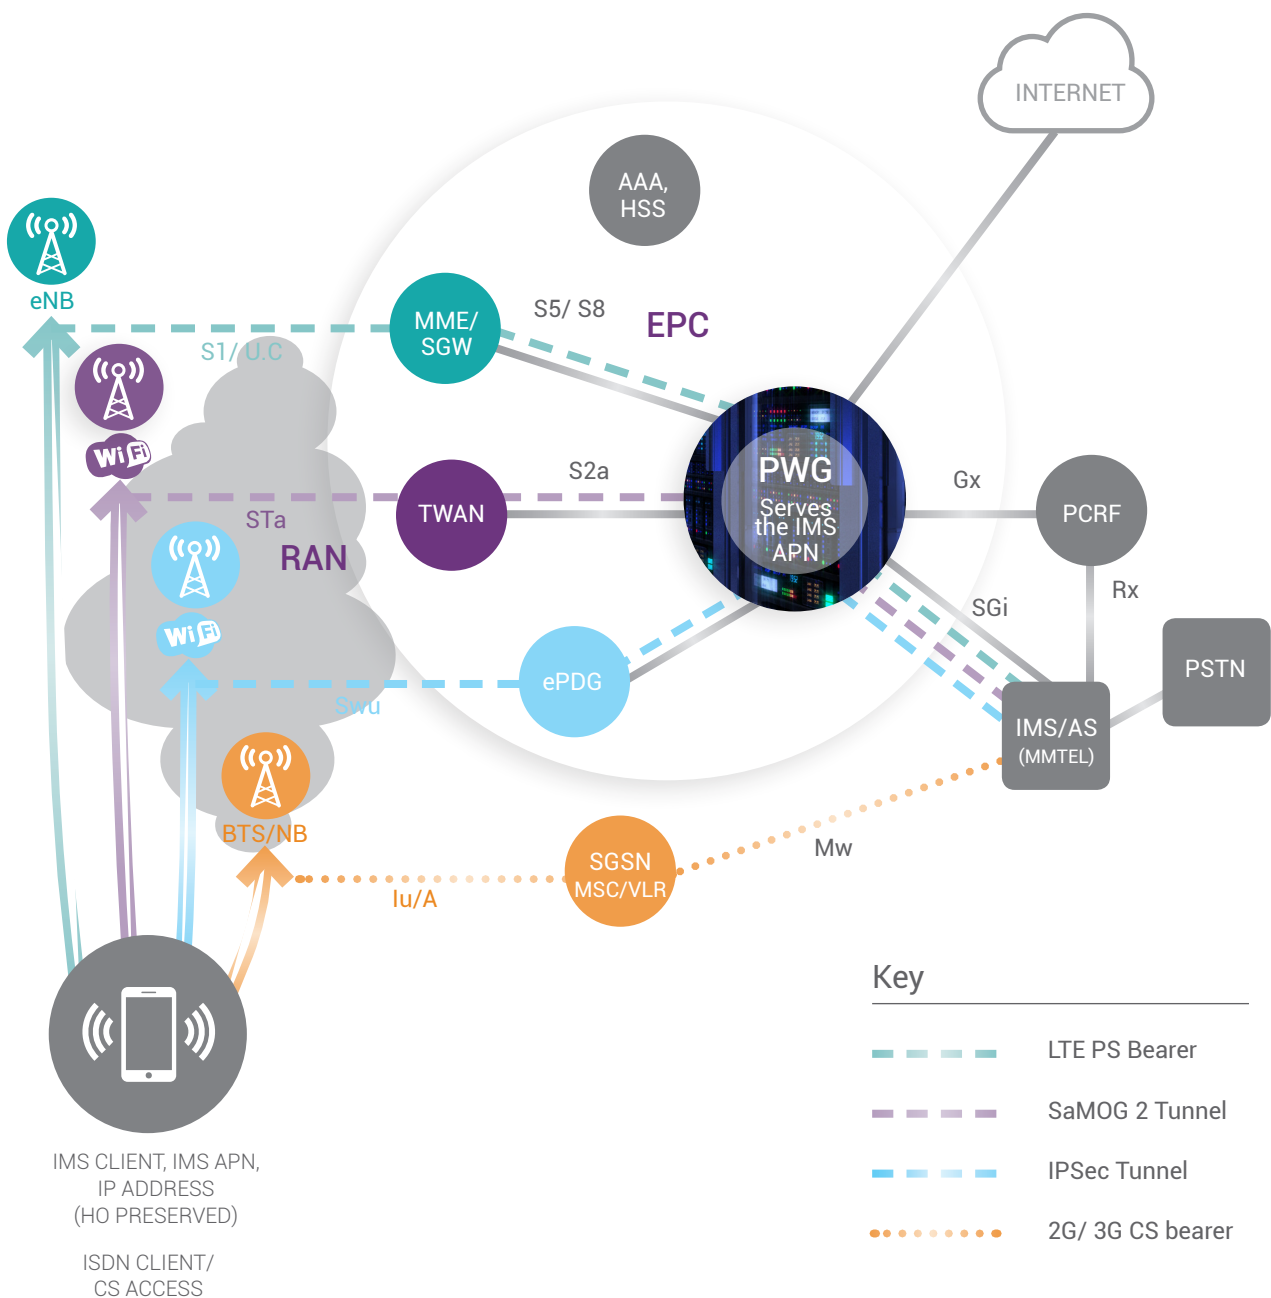 INTERNET
AAA,
HSS
eNB
MME/
SGW
S5/ S8
EPC
S1/ U.C
WiFi
PWG
Serves
the IMS
APN
S2a
Gx
TWAN
PCRF
STa
RAN
Rx
SGi
WiFi
ePDG
PSTN
Swu
IMS/AS
(MMTEL)
BTS/NB
Mw
SGSN
MSC/VLR
Iu/A
Key
LTE PS Bearer
SaMOG 2 Tunnel
IPSec Tunnel
2G/ 3G CS bearer
IMS CLIENT, IMS APN,
IP ADDRESS
(HO PRESERVED)
ISDN CLIENT/
CS ACCESS